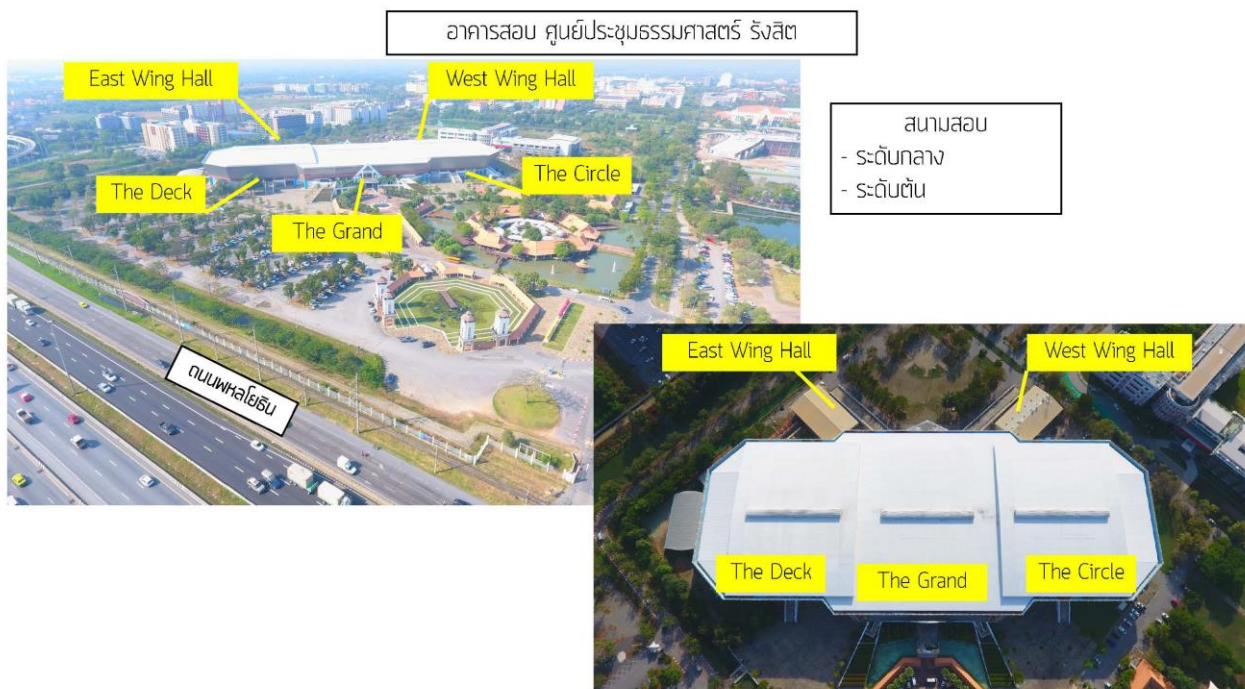 อาคารสอบ ศูนย์ประชุมธรรมศาสตร์ รังสิต
East Wing Hall
West Wing Hall
The Deck
The Grand
The Circle
ถนนพหลโยธิน
สนามสอบ
- ระดับกลาง
- ระดับต้น
East Wing Hall
West Wing Hall
The Deck
The Grand
The Circle